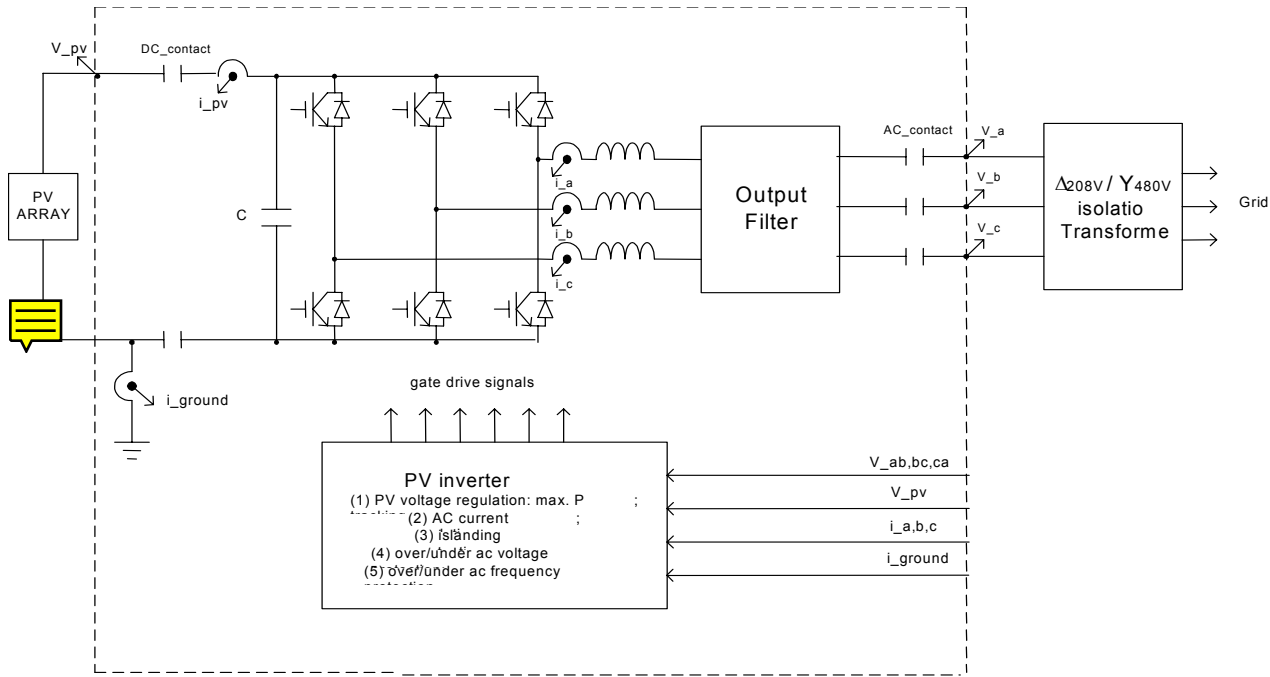 V_pv
DC_contact
i_pv
PV
ARRAY
C
i_a
i_b
i_c
Output
Filter
AC_contact
V_a
V_b
V_c
Δ208V / Y480V
isolatio
Transforme
Grid
i_ground
gate drive signals
PV inverter
(1) PV voltage regulation: max. P ;
(2) AC current ;
(3) islanding
(4) over/under ac voltage
(5) over/under ac frequency
V_ab,bc,ca
V_pv
i_a,b,c
i_ground